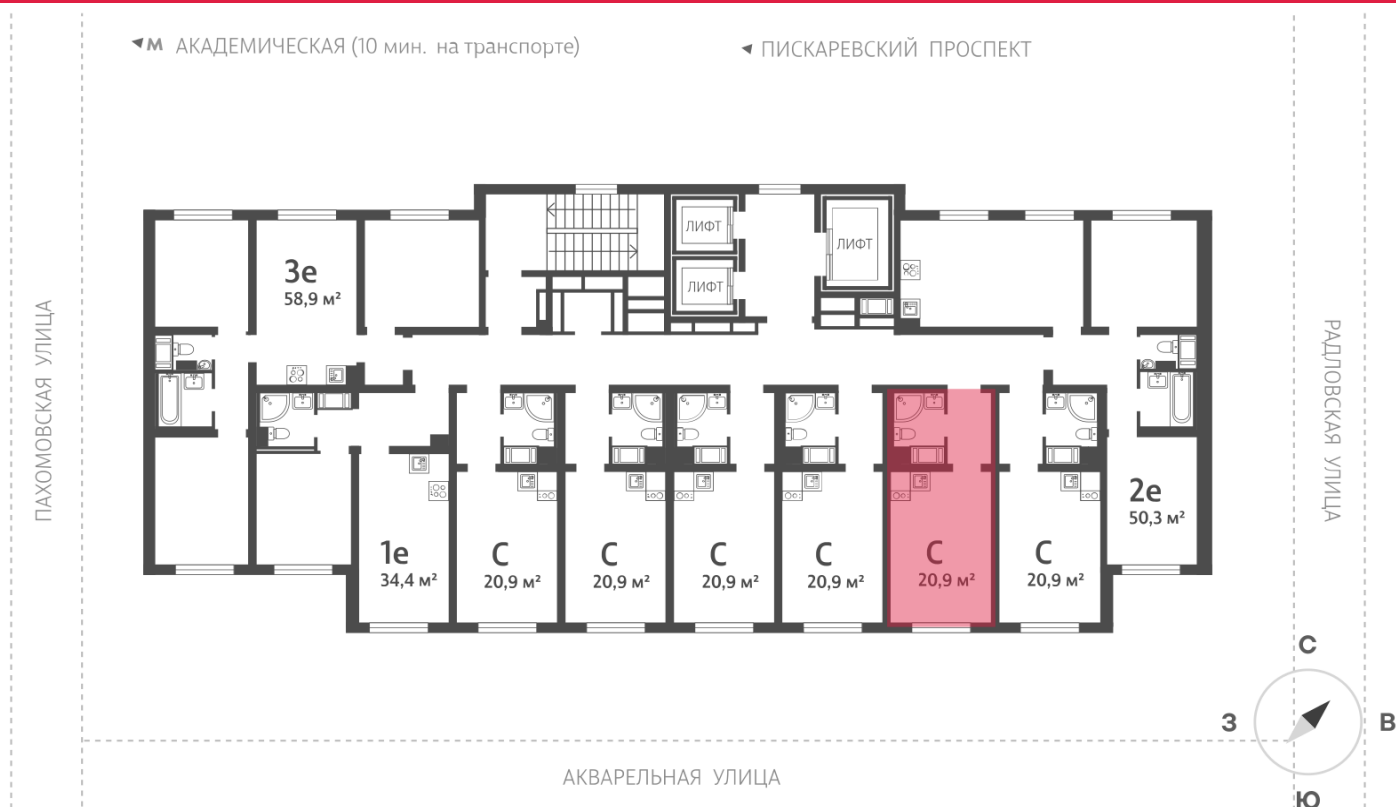 М АКАДЕМИЧЕСКАЯ (10 мин. на транспорте)
ПИСКАРЕВСКИЙ ПРОСПЕКТ
ПАХОМОВСКАЯ УЛИЦА
3е
58,9 м²
ЛИФТ
ЛИФТ
ЛИФТ
РАДЛОВСКАЯ УЛИЦА
1е
34,4 м²
С
20,9 м²
С
20,9 м²
С
20,9 м²
С
20,9 м²
С
20,9 м²
С
20,9 м²
2е
50,3 м²
С
З
В
Ю
АКВАРЕЛЬНАЯ УЛИЦА